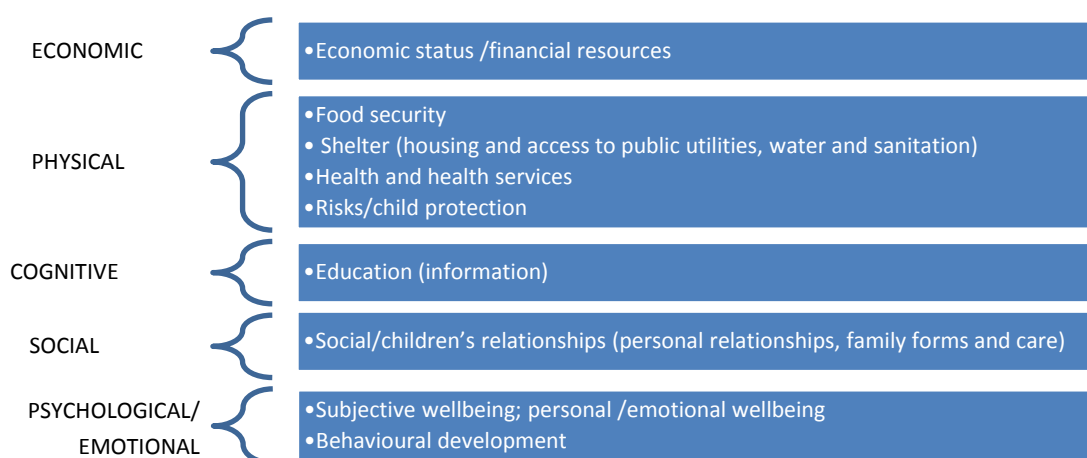 ECONOMIC
•Economic status /financial resources
PHYSICAL
•Food security
• Shelter (housing and access to public utilities, water and sanitation)
•Health and health services
•Risks/child protection
COGNITIVE
•Education (information)
SOCIAL
•Social/children’s relationships (personal relationships, family forms and care)
PSYCHOLOGICAL/
EMOTIONAL
•Subjective wellbeing; personal /emotional wellbeing
•Behavioural development